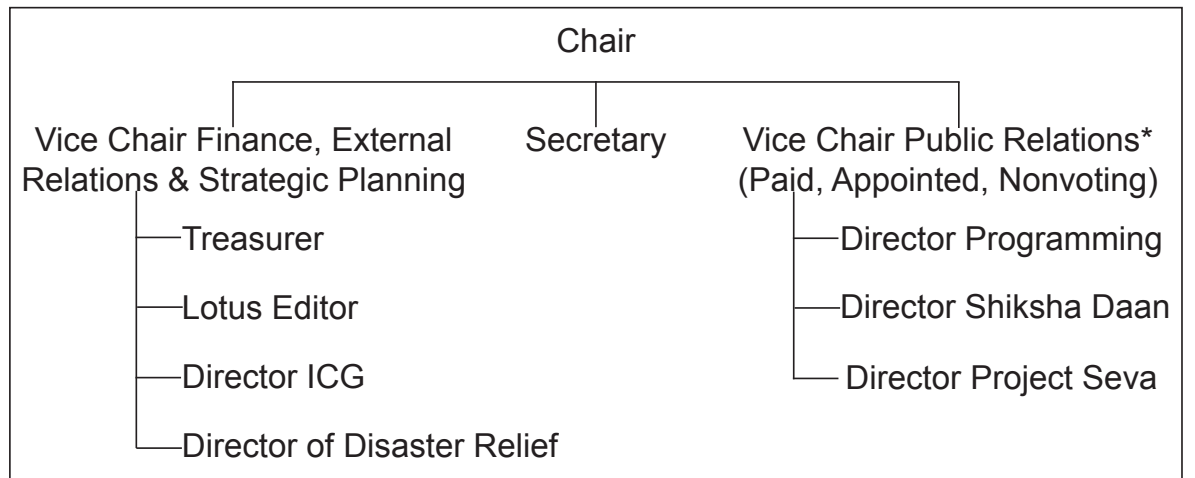 Chair
Vice Chair Finance, External
Relations & Strategic Planning
Secretary
Vice Chair Public Relations*
(Paid, Appointed, Nonvoting)
Treasurer
Lotus Editor
Director ICG
Director of Disaster Relief
Director Programming
Director Shiksha Daan
Director Project Seva